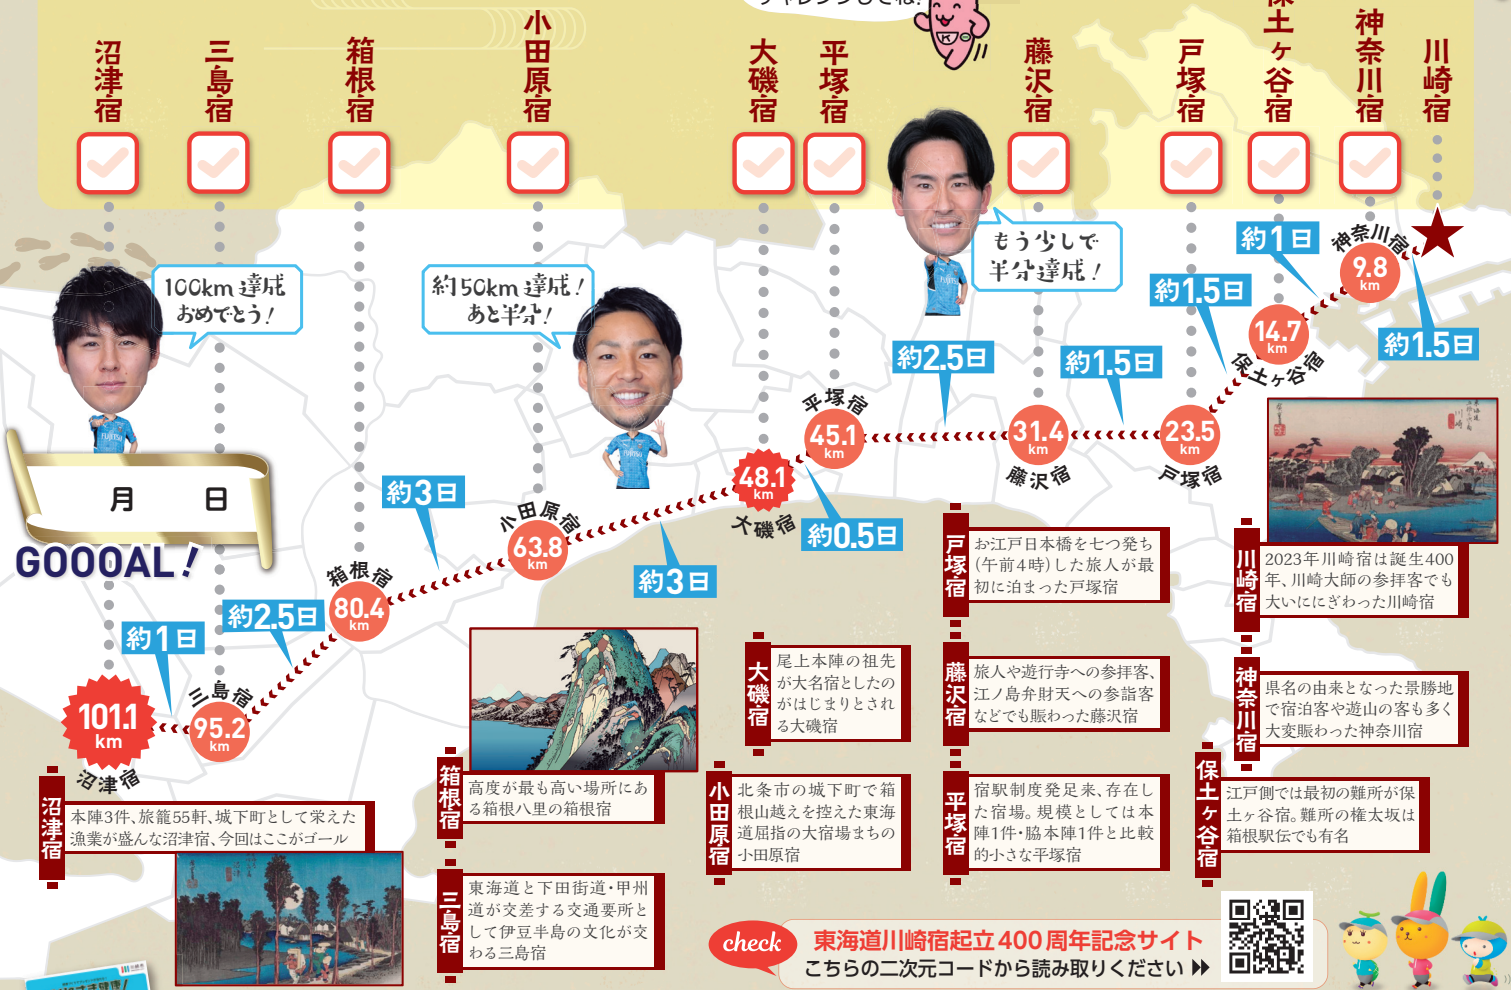 チャレンジしてね!
沼津宿
三島宿
箱根宿
小田原宿
大磯宿
平塚宿
藤沢宿
戸塚宿
保土ヶ谷宿
神奈川宿
川崎宿
100km 達成
おめでとう!
約50km 達成!
あと半分!
もう少しで
半分達成!
神奈川宿
9.8
km
約1.5日
約1日
14.7
km
保土ヶ谷宿
約1.5日
23.5
km
戸塚宿
約1.5日
31.4
km
藤沢宿
約2.5日
平塚宿
45.1
km
約0.5日
48.1
km
大磯宿
約3日
小田原宿
63.8
km
約3日
箱根宿
80.4
km
約2.5日
三島宿
95.2
km
約1日
101.1
km
沼津宿
月 日
GOOOAL!
川崎宿
2023年川崎宿は誕生400
年、川崎大師の参拝客でも
大いににぎわった川崎宿
神奈川宿
県名の由来となった景勝地
で宿泊客や遊山の客も多く
大変賑わった神奈川宿
保土ヶ谷宿
江戸側では最初の難所が保
土ヶ谷宿。難所の権太坂は
箱根駅伝でも有名
戸塚宿
お江戸日本橋を七つ発ち
(午前4時)した旅人が最
初に泊まった戸塚宿
藤沢宿
旅人や遊行寺への参拝客、
江ノ島弁財天への参詣客
などでも賑わった藤沢宿
平塚宿
宿駅制度発足来、存在し
た宿場。規模としては本
陣1件・脇本陣1件と比較
的小さな平塚宿
大磯宿
尾上本陣の祖先
が大名宿としたの
がはじまりとされ
る大磯宿
小田原宿
北条市の城下町で箱
根山越えを控えた東海
道屈指の大宿場まちの
小田原宿
箱根宿
高度が最も高い場所にあ
る箱根八里の箱根宿
三島宿
東海道と下田街道・甲州
道が交差する交通要所と
して伊豆半島の文化が交
わる三島宿
沼津宿
本陣3件、旅籠55軒、城下町として栄えた
漁業が盛んな沼津宿、今回はここがゴール
check
東海道川崎宿起立400周年記念サイト
こちらの二次元コードから読み取りください